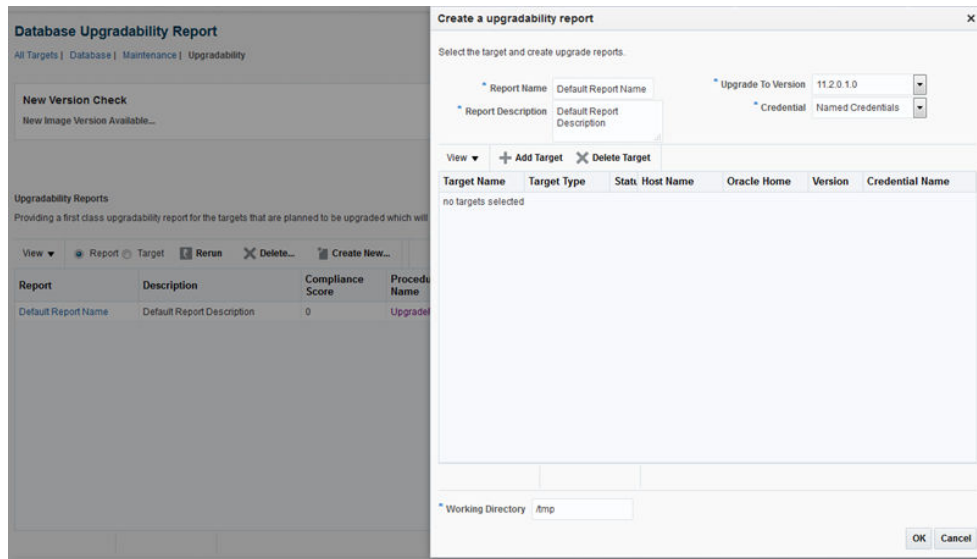 Database Upgradability Report
All Targets | Database | Maintenance | Upgradability
New Version Check
New Image Version Available...
Upgradability Reports
Providing a first class upgradability report for the targets that are planned to be upgraded which will
View Report Target Rerun Delete... Create New...
Report Description Compliance Score Procedu Name
Default Report Name Default Report Description 0 Upgrade
Create a upgradability report x
Select the target and create upgrade reports.
* Report Name Default Report Name * Upgrade To Version 11.2.0.1.0
* Report Description Default Report * Credential Named Credentials
Description
View Add Target Delete Target
Target Name Target Type Statu Host Name Oracle Home Version Credential Name
no targets selected
* Working Directory /tmp
OK Cancel